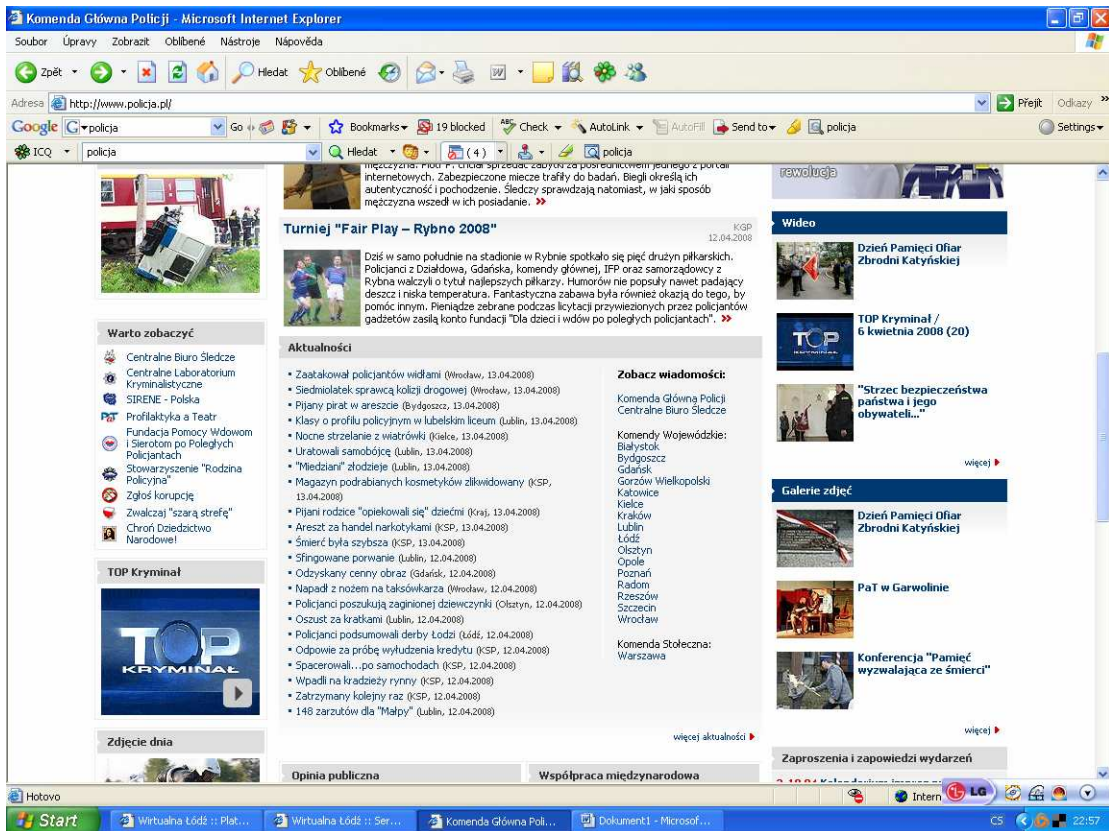 Komenda Główna Policji - Microsoft Internet Explorer
Soubor Úpravy Zobrazit Oblíbené Nástroje Nápověda
Zpět Hledat Oblíbené
Adresa http://www.policja.pl/ Přejít Odkazy »
Google policja Go Bookmarks 19 blocked Check AutoLink AutoFill Send to policja Settings
ICQ policja Hledat (4) policja
internetowych. Zabezpieczone miecze trafiły do badań. Biegli określą ich
autentyczność i pochodzenie. Śledczy sprawdzają natomiast, w jaki sposób
mężczyzna wszedł w ich posiadanie. »
Turniej "Fair Play – Rybno 2008"
KGP
12.04.2008
Dziś w samo południe na stadionie w Rybnie spotkało się pięć drużyn piłkarskich.
Policjanci z Działdowa, Gdańska, komendy głównej, IFP oraz samorządowcy z
Rybna walczyli o tytuł najlepszych piłkarzy. Humorów nie popsuły nawet padający
deszcz i niska temperatura. Fantastyczna zabawa była również okazją do tego, by
pomóc innym. Pieniądze zebrane podczas licytacji przywiezionych przez policjantów
gadżetów zasilą konto fundacji "Dla dzieci i wdów po poległych policjantach". »
Warto zobaczyć
Centralne Biuro Śledcze
Centralne Laboratorium
Kryminalistyczne
SIRENE - Polska
PaT Profilaktyka a Teatr
Fundacja Pomocy Wdowom
i Sierotom po Poległych
Policjantach
Stowarzyszenie "Rodzina
Policyjna"
Zgłoś korupcję
Zwalczaj "szarą strefę"
Chroń Dziedzictwo
Narodowe!
TOP Kryminał
TOP
KRYMINAŁ
Zdjęcie dnia
Aktualności
▪ Zaatakował policjantów widłami (Wrocław, 13.04.2008)
▪ Siedmiolatek sprawcą kolizji drogowej (Wrocław, 13.04.2008)
▪ Pijany pirat w areszcie (Bydgoszcz, 13.04.2008)
▪ Klasy o profilu policyjnym w lubelskim liceum (Lublin, 13.04.2008)
▪ Nocne strzelanie z wiatrówki (Kielce, 13.04.2008)
▪ Uratowali samobójcę (Lublin, 13.04.2008)
▪ "Miedziani" złodzieje (Lublin, 13.04.2008)
▪ Magazyn podrabianych kosmetyków zlikwidowany (KSP,
13.04.2008)
▪ Pijani rodzice "opiekowali się" dziećmi (Kraj, 13.04.2008)
▪ Areszt za handel narkotykami (KSP, 13.04.2008)
▪ Śmierć była szybsza (KSP, 13.04.2008)
▪ Sfingowane porwanie (Lublin, 12.04.2008)
▪ Odzyskany cenny obraz (Gdańsk, 12.04.2008)
▪ Napadł z nożem na taksówkarza (Wrocław, 12.04.2008)
▪ Policjanci poszukują zaginionej dziewczynki (Olsztyn, 12.04.2008)
▪ Oszust za kratkami (Lublin, 12.04.2008)
▪ Policjanci podsumowali derby Łodzi (Łódź, 12.04.2008)
▪ Odpowie za próbę wyłudzenia kredytu (KSP, 12.04.2008)
▪ Spacerowali...po samochodach (KSP, 12.04.2008)
▪ Wpadli na kradzieży rynny (KSP, 12.04.2008)
▪ Zatrzymany kolejny raz (KSP, 12.04.2008)
▪ 148 zarzutów dla "Małpy" (Lublin, 12.04.2008)
Zobacz wiadomości:
Komenda Główna Policji
Centralne Biuro Śledcze
Komendy Wojewódzkie:
Białystok
Bydgoszcz
Gdańsk
Gorzów Wielkopolski
Katowice
Kielce
Kraków
Lublin
Łódź
Olsztyn
Opole
Poznań
Radom
Rzeszów
Szczecin
Wrocław
Komenda Stołeczna:
Warszawa
więcej aktualności
Opinia publiczna
Współpraca międzynarodowa
rewolucja
Wideo
Dzień Pamięci Ofiar
Zbrodni Katyńskiej
TOP
KRYMINAŁ
TOP Kryminał /
6 kwietnia 2008 (20)
"Strzec bezpieczeństwa
państwa i jego
obywateli..."
więcej
Galerie zdjęć
Dzień Pamięci Ofiar
Zbrodni Katyńskiej
PaT w Garwolinie
Konferencja "Pamięć
wyzwalająca ze śmierci"
więcej
Zaproszenia i zapowiedzi wydarzeń
Hotovo
Intern
LG
Start
Wirtualna Łódź :: Plat...
Wirtualna Łódź :: Ser...
Komenda Główna Poli...
Dokument1 - Microsof...
CS
22:57